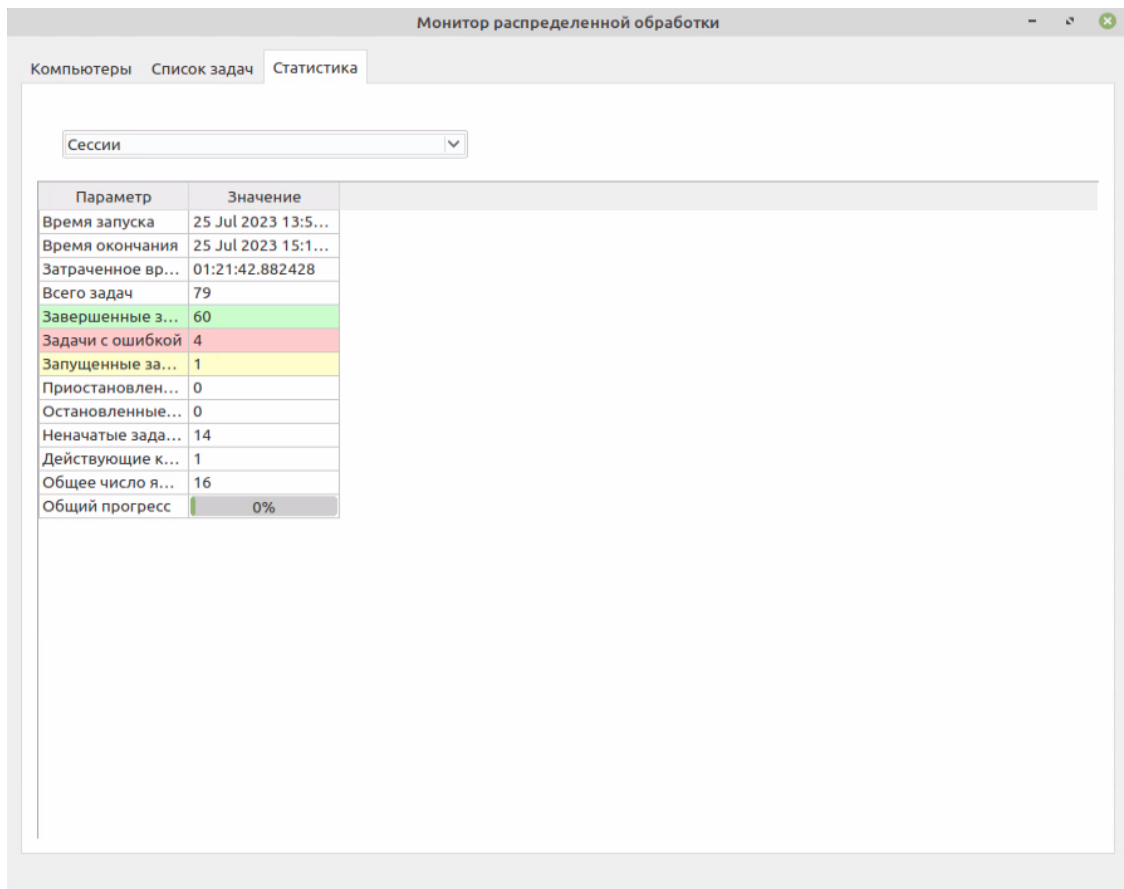 Монитор распределенной обработки
Компьютеры Список задач Статистика
Сессии
Параметр Значение
Время запуска 25 Jul 2023 13:5...
Время окончания 25 Jul 2023 15:1...
Затраченное вр... 01:21:42.882428
Всего задач 79
Завершенные з... 60
Задачи с ошибкой 4
Запущенные за... 1
Приостановлен... 0
Остановленные... 0
Неначатые зада... 14
Действующие к... 1
Общее число я... 16
Общий прогресс 0%